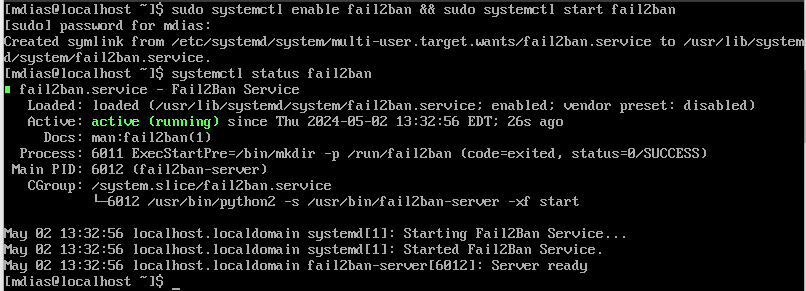 [mdias@localhost ~]$ sudo systemctl enable fail2ban && sudo systemctl start fail2ban
[sudo] password for mdias:
Created symlink from /etc/systemd/system/multi-user.target.wants/fail2ban.service to /usr/lib/system
d/system/fail2ban.service.
[mdias@localhost ~]$ systemctl status fail2ban
■ fail2ban.service - Fail2Ban Service
   Loaded: loaded (/usr/lib/systemd/system/fail2ban.service; enabled; vendor preset: disabled)
   Active: active (running) since Thu 2024-05-02 13:32:56 EDT; 26s ago
     Docs: man:fail2ban(1)
  Process: 6011 ExecStartPre=/bin/mkdir -p /run/fail2ban (code=exited, status=0/SUCCESS)
 Main PID: 6012 (fail2ban-server)
   CGroup: /system.slice/fail2ban.service
           └─6012 /usr/bin/python2 -s /usr/bin/fail2ban-server -xf start
May 02 13:32:56 localhost.localdomain systemd[1]: Starting Fail2Ban Service...
May 02 13:32:56 localhost.localdomain systemd[1]: Started Fail2Ban Service.
May 02 13:32:56 localhost.localdomain fail2ban-server[6012]: Server ready
[mdias@localhost ~]$ _